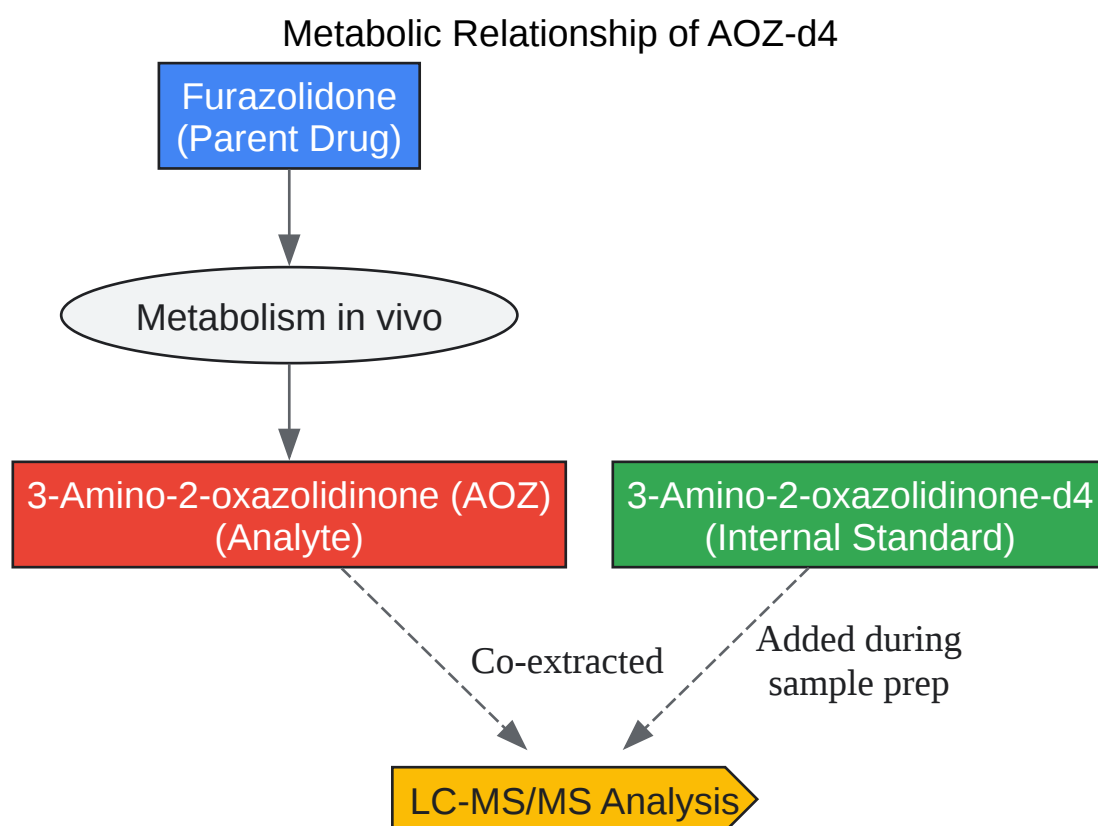 Metabolic Relationship of AOZ-d4
Furazolidone
(Parent Drug)
Metabolism in vivo
3-Amino-2-oxazolidinone (AOZ)
(Analyte)
3-Amino-2-oxazolidinone-d4
(Internal Standard)
Co-extracted
Added during
sample prep
LC-MS/MS Analysis